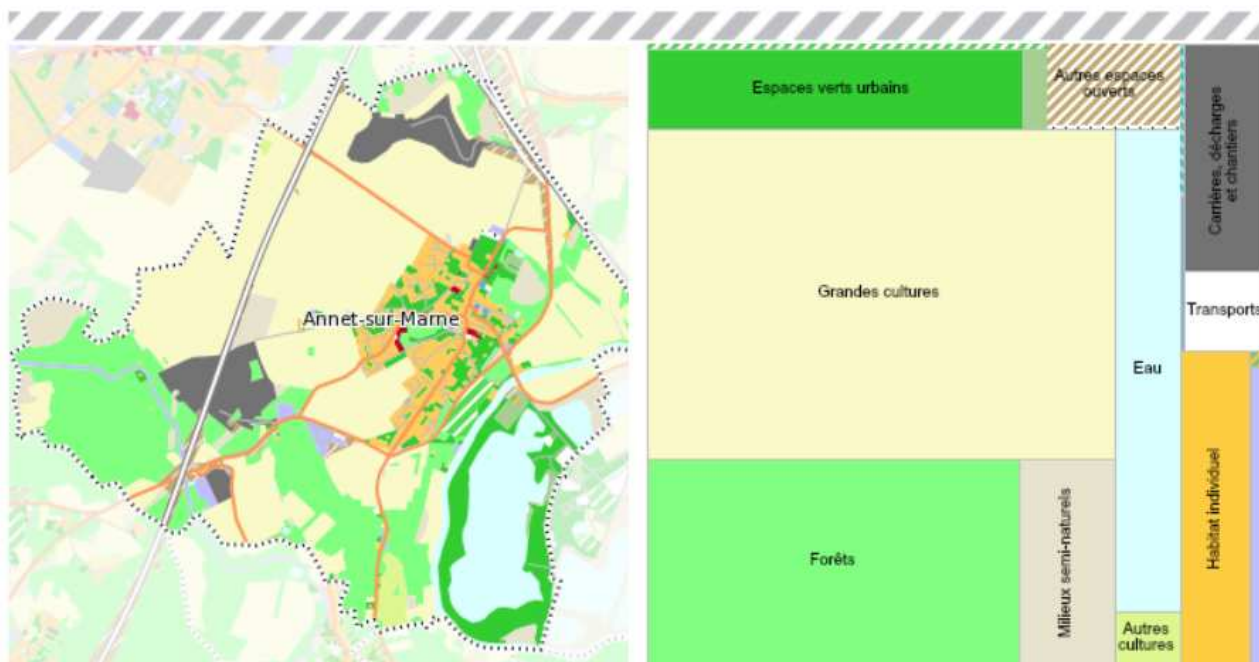 Annet-sur-Marne
Espaces verts urbains
Autres espaces
ouverts
Carrières, décharges
et chantiers
Grandes cultures
Transports
Eau
Forêts
Milieux semi-naturels
Habitat individuel
Autres
cultures